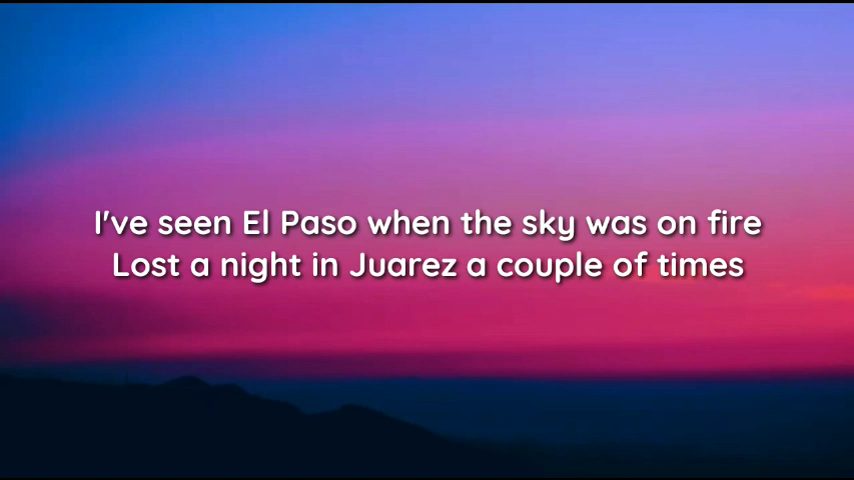 I've seen El Paso when the sky was on fire
Lost a night in Juarez a couple of times